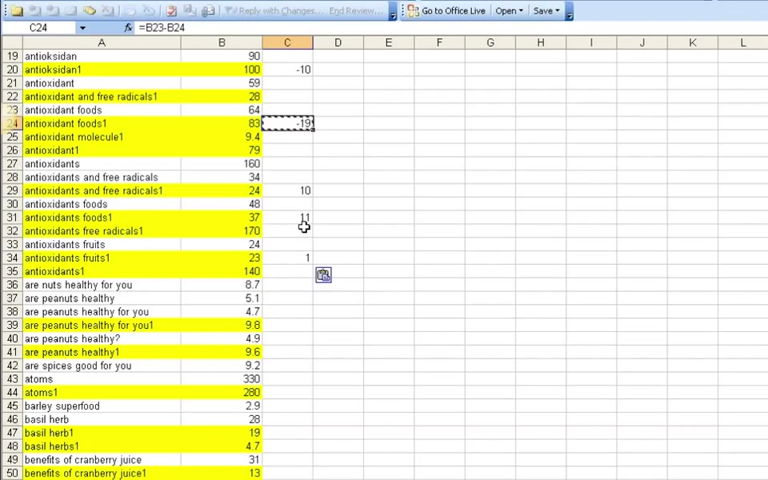 Reply with Changes... End Review... Go to Office Live Open Save
C24 fx =B23-B24
A B C D E F G H I J K L
19 antioksidan 90
20 antioksidan1 100 -10
21 antioxidant 59
22 antioxidant and free radicals1 28
23 antioxidant foods 64
24 antioxidant foods1 83 -19
25 antioxidant molecule1 9.4
26 antioxidant1 79
27 antioxidants 160
28 antioxidants and free radicals 34
29 antioxidants and free radicals1 24 10
30 antioxidants foods 48
31 antioxidants foods1 37 11
32 antioxidants free radicals1 170
33 antioxidants fruits 24
34 antioxidants fruits1 23 1
35 antioxidants1 140
36 are nuts healthy for you 8.7
37 are peanuts healthy 5.1
38 are peanuts healthy for you 4.7
39 are peanuts healthy for you1 9.8
40 are peanuts healthy? 4.9
41 are peanuts healthy1 9.6
42 are spices good for you 9.2
43 atoms 330
44 atoms1 280
45 barley superfood 2.9
46 basil herb 28
47 basil herb1 19
48 basil herbs1 4.7
49 benefits of cranberry juice 31
50 benefits of cranberry juice1 13